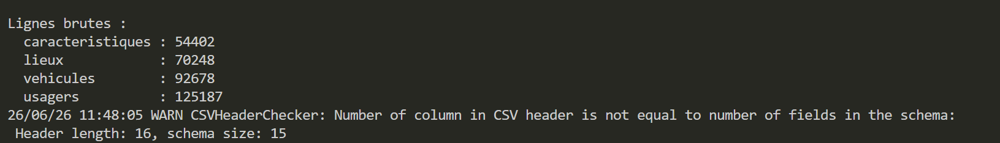 Lignes brutes :
  caracteristiques : 54402
  lieux            : 70248
  vehicules        : 92678
  usagers          : 125187
26/06/26 11:48:05 WARN CSVHeaderChecker: Number of column in CSV header is not equal to number of fields in the schema:
 Header length: 16, schema size: 15